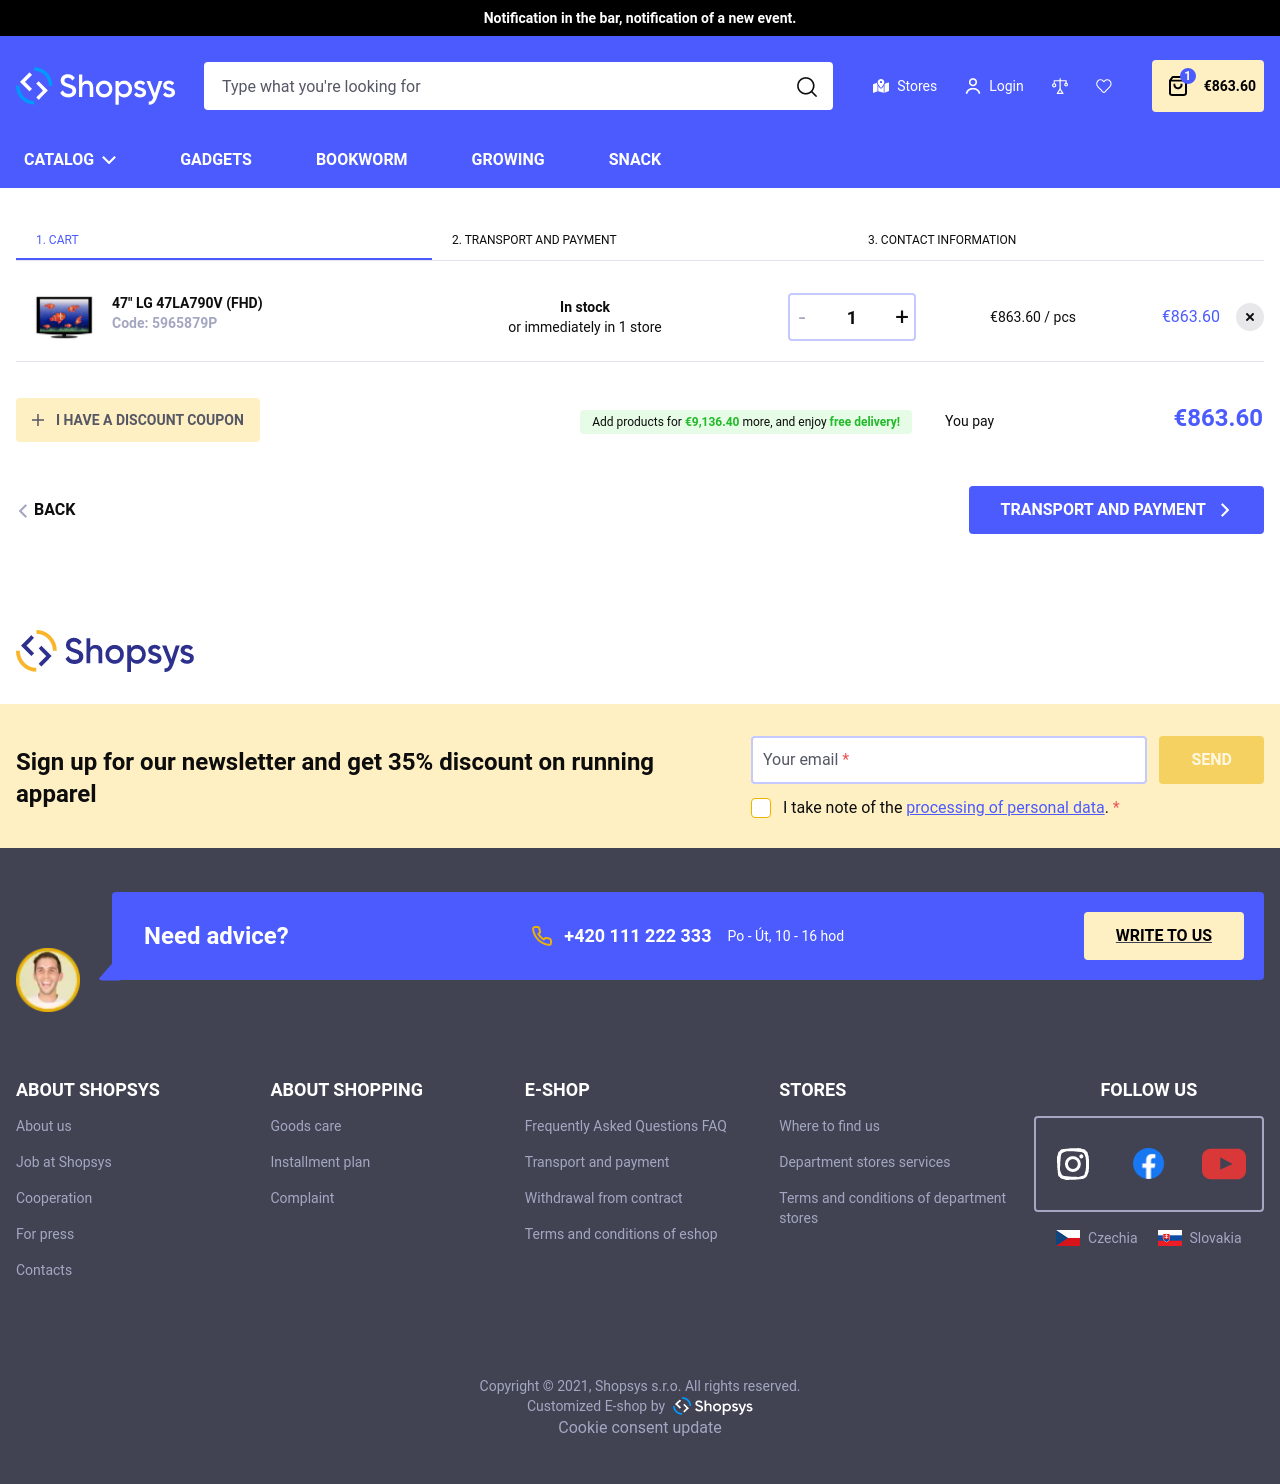 Notification in the bar, notification of a new event.
Shopsys
Type what you're looking for
Stores
Login
1
€863.60
CATALOG
GADGETS
BOOKWORM
GROWING
SNACK
1. CART
2. TRANSPORT AND PAYMENT
3. CONTACT INFORMATION
47" LG 47LA790V (FHD)
Code: 5965879P
In stock
or immediately in 1 store
- 1 +
€863.60 / pcs
€863.60
I HAVE A DISCOUNT COUPON
Add products for €9,136.40 more, and enjoy free delivery!
You pay
€863.60
BACK
TRANSPORT AND PAYMENT
Shopsys
Sign up for our newsletter and get 35% discount on running
apparel
Your email *
SEND
I take note of the processing of personal data. *
Need advice?
+420 111 222 333
Po - Út, 10 - 16 hod
WRITE TO US
ABOUT SHOPSYS
About us
Job at Shopsys
Cooperation
For press
Contacts
ABOUT SHOPPING
Goods care
Installment plan
Complaint
E-SHOP
Frequently Asked Questions FAQ
Transport and payment
Withdrawal from contract
Terms and conditions of eshop
STORES
Where to find us
Department stores services
Terms and conditions of department
stores
FOLLOW US
Czechia
Slovakia
Copyright © 2021, Shopsys s.r.o. All rights reserved.
Customized E-shop by Shopsys
Cookie consent update